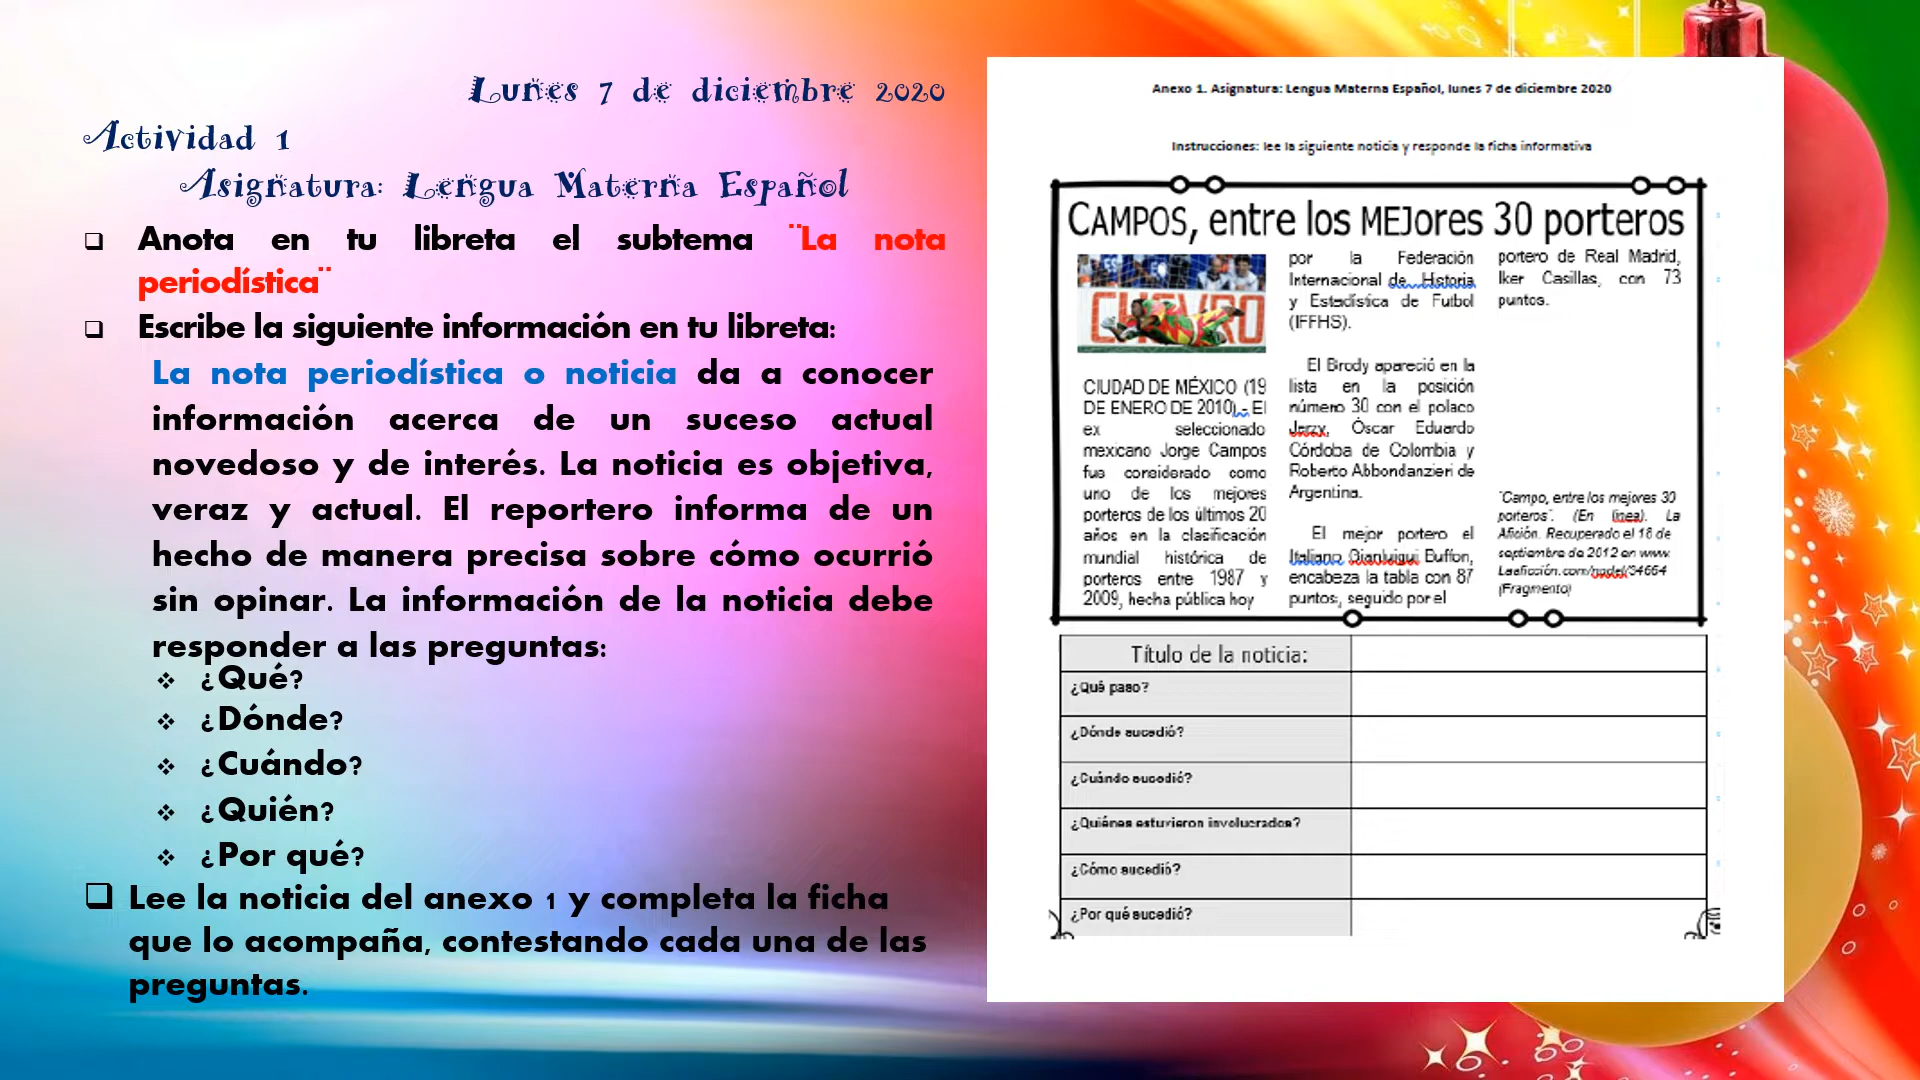 Lunes 7 de diciembre 2020
Actividad 1
Asignatura: Lengua Materna Español
Anota en tu libreta el subtema ¨La nota
periodística¨
Escribe la siguiente información en tu libreta:
La nota periodística o noticia da a conocer
información acerca de un suceso actual
novedoso y de interés. La noticia es objetiva,
veraz y actual. El reportero informa de un
hecho de manera precisa sobre cómo ocurrió
sin opinar. La información de la noticia debe
responder a las preguntas:
¿Qué?
¿Dónde?
¿Cuándo?
¿Quién?
¿Por qué?
Lee la noticia del anexo 1 y completa la ficha
que lo acompaña, contestando cada una de las
preguntas.
Anexo 1. Asignatura: Lengua Materna Español, lunes 7 de diciembre 2020
Instrucciones: lee la siguiente noticia y responde la ficha informativa
CAMPOS, entre los MEJores 30 porteros
CHEVRO
CIUDAD DE MÉXICO (19
DE ENERO DE 2010).- El
ex seleccionado
mexicano Jorge Campos
fue considerado como
uno de los mejores
porteros de los últimos 20
años en la clasificación
mundial histórica de
porteros entre 1987 y
2009, hecha pública hoy
por la Federación
Internacional de Historia
y Estadística de Futbol
(IFFHS).
El Brody apareció en la
lista en la posición
número 30 con el polaco
Jerzy, Óscar Eduardo
Córdoba de Colombia y
Roberto Abbondanzieri de
Argentina.
El mejor portero el
Italiano Gianluigui Buffon,
encabeza la tabla con 87
puntos, seguido por el
portero de Real Madrid,
Iker Casillas, con 73
puntos.
¨Campo, entre los mejores 30
porteros¨. (En línea). La
Afición. Recuperado el 18 de
septiembre de 2012 en www.
Laaficción.com/nodel/34664
(Fragmento)
Título de la noticia:
¿Qué paso?
¿Dónde sucedió?
¿Cuándo sucedió?
¿Quiénes estuvieron involucrados?
¿Cómo sucedió?
¿Por qué sucedió?